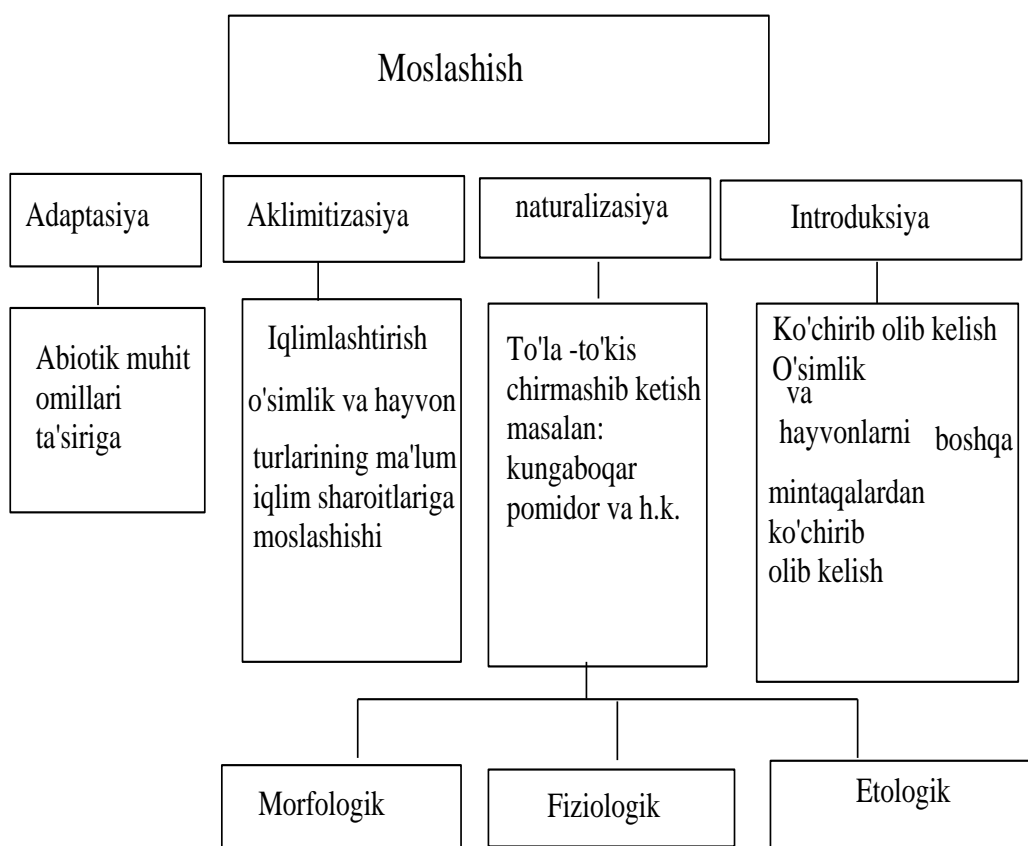 Moslashish
Adaptasiya
Aklimitizasiya
naturalizasiya
Introduksiya
Abiotik muhit
omillari
ta'siriga
Iqlimlashtirish
o'simlik va hayvon
turlarining ma'lum
iqlim sharoitlariga
moslashishi
To'la -to'kis
chirmashib ketish
masalan:
kungaboqar
pomidor va h.k.
Ko'chirib olib kelish
O'simlik
va
hayvonlarni boshqa
mintaqalardan
ko'chirib
olib kelish
Morfologik
Fiziologik
Etologik